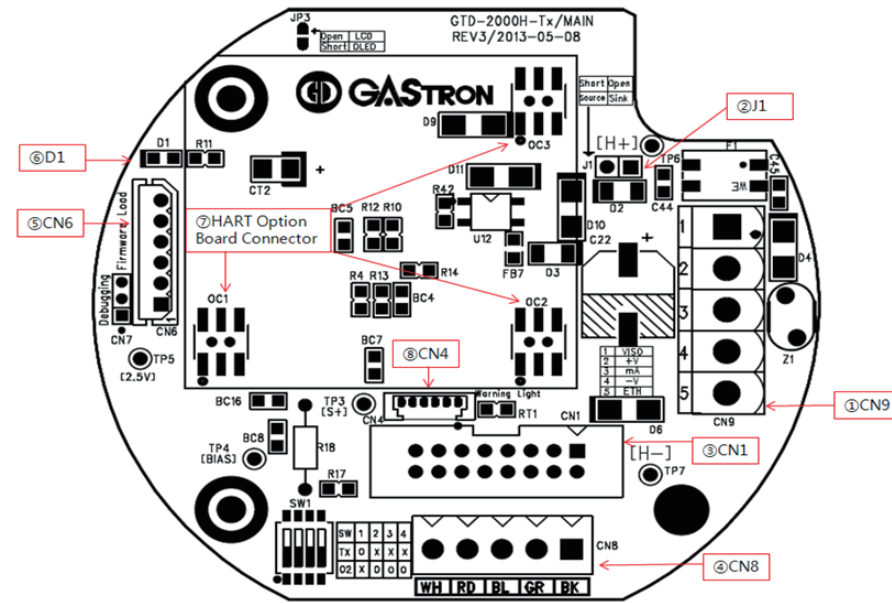 JP3
Open LCD
Short OLED
GTD-2000H-Tx/MAIN
REV3/2013-05-08
GD GASTRON
Short Open
Source Sink
②J1
[H+]
TP6
F1
C45
D9
OC3
J1
⑥D1
D1
R11
CT2
+
D11
R42
U12
D10
D2
C44
⑤CN6
Firmware Load
⑦HART Option
Board Connector
BC5
R12
R10
FB7
D3
C22
+
1
2
3
4
5
D4
R14
R4
R13
BC4
Debugging
CN7
CN6
1
TP5
[2.5V]
OC1
OC2
BC7
⑧CN4
1 VISO
2 +V
3 mA
4 -V
5 ETH
Z1
①CN9
CN9
BC16
TP3
[S+]
CN4
Warning Light
RT1
CN1
D6
③CN1
BC8
TP4
[BIAS]
R18
[H-]
TP7
R17
SW1
SW 1 2 3 4
TX O X X X
O2 X O O O
CN8
④CN8
WH RD BL GR BK